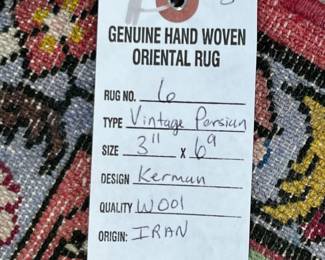 GENUINE HAND WOVEN
ORIENTAL RUG
RUG NO. 6
TYPE Vintage Persian
SIZE 3" x 69
DESIGN Kerman
QUALITY WOOl
ORIGIN: IRAN